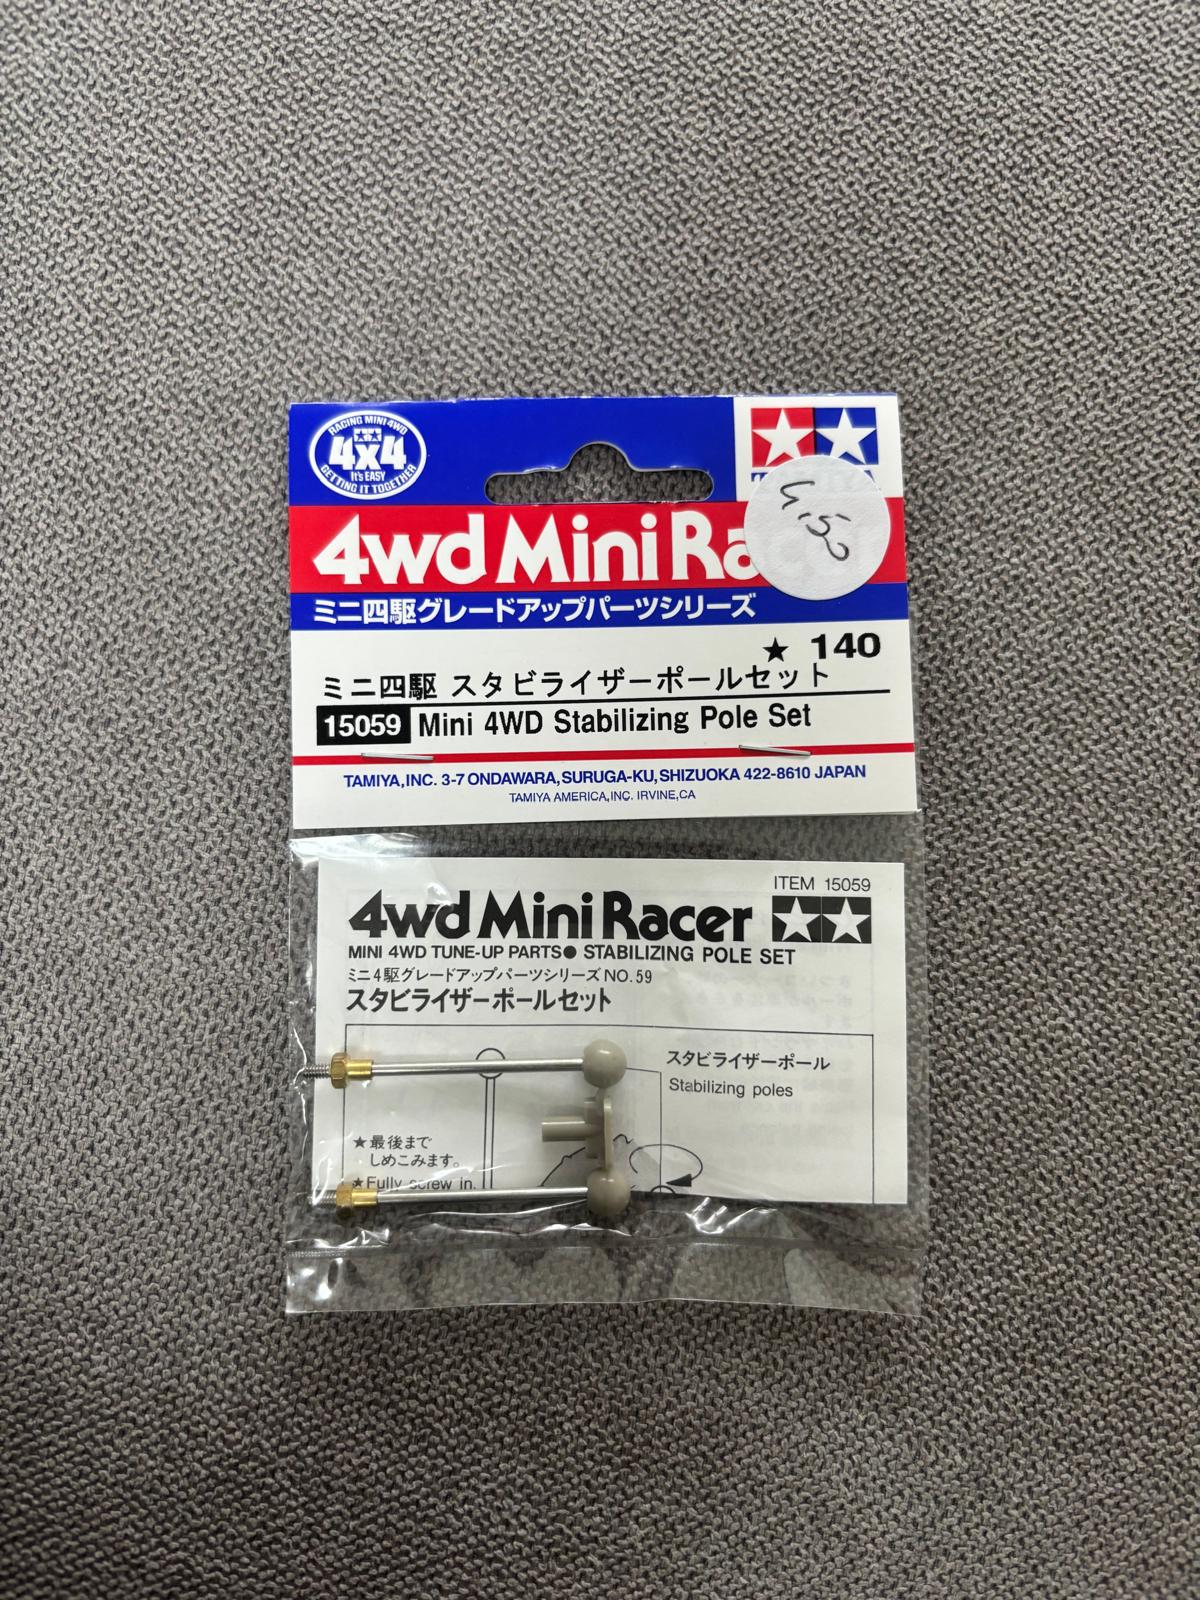 RACING MINI 4WD
4x4
It's EASY
GETTING IT TOGETHER
4wd Mini Ra
4.50
ミニ四駆グレードアップパーツシリーズ
★ 140
ミニ四駆 スタビライザーポールセット
15059 Mini 4WD Stabilizing Pole Set
TAMIYA,INC. 3-7 ONDAWARA,SURUGA-KU,SHIZUOKA 422-8610 JAPAN
TAMIYA AMERICA,INC. IRVINE,CA
ITEM 15059
4wd Mini Racer
MINI 4WD TUNE-UP PARTS● STABILIZING POLE SET
ミニ4駆グレードアップパーツシリーズNO.59
スタビライザーポールセット
スタビライザーポール
Stabilizing poles
★最後まで
しめこみます。
★Fully screw in.